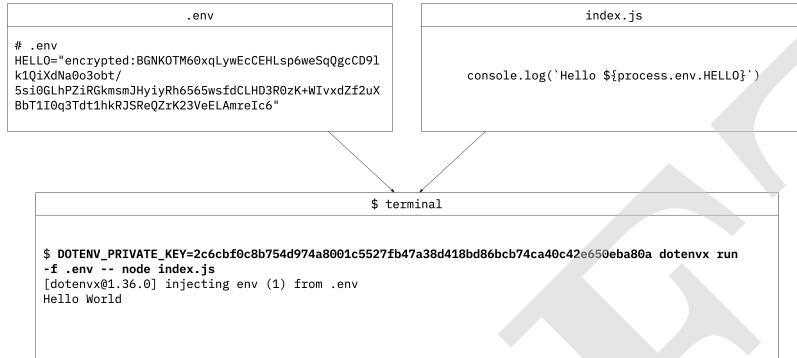 .env
# .env
HELLO="encrypted:BGNKOTM60xqLywEcCEHLsp6weSqQgcCD9l
k1QiXdNa0o3obt/
5si0GLhPZiRGkmsmJHyiyRh6565wsfdCLHD3R0zK+WIvxdZf2uX
BbT1I0q3Tdt1hkRJSReQZrK23VeELAmreIc6"
index.js
console.log(`Hello ${process.env.HELLO}`)
$ terminal
$ DOTENV_PRIVATE_KEY=2c6cbf0c8b754d974a8001c5527fb47a38d418bd86bcb74ca40c42e650eba80a dotenvx run
-f .env -- node index.js
[dotenvx@1.36.0] injecting env (1) from .env
Hello World